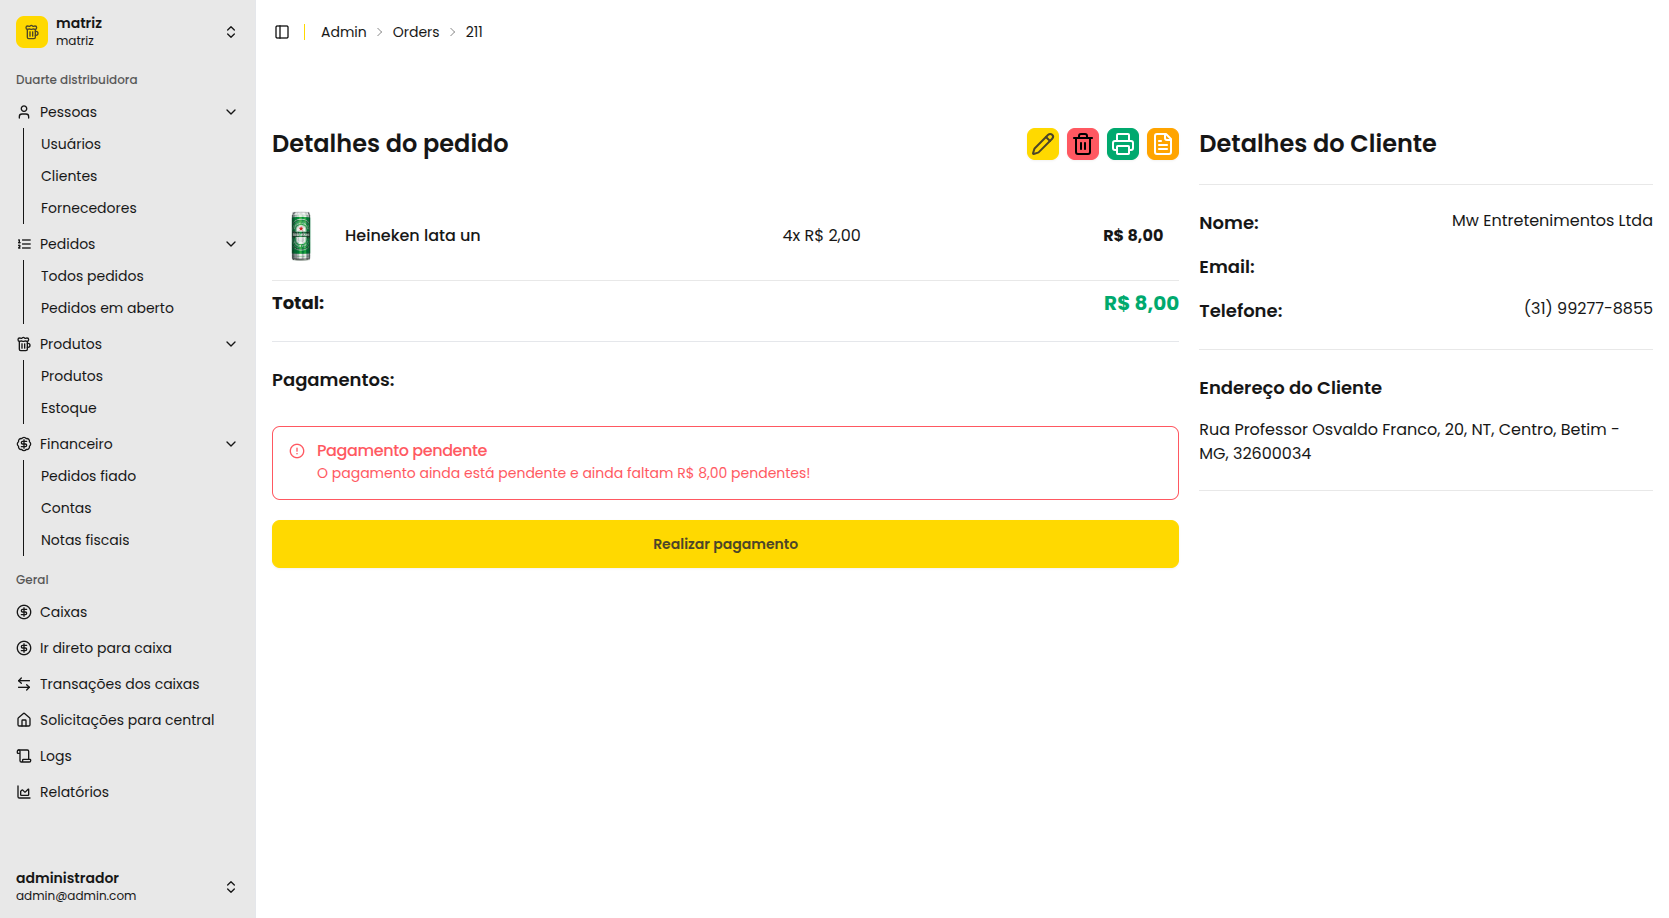 matriz
matriz
Duarte distribuidora
Pessoas
Usuários
Clientes
Fornecedores
Pedidos
Todos pedidos
Pedidos em aberto
Produtos
Produtos
Estoque
Financeiro
Pedidos fiado
Contas
Notas fiscais
Geral
Caixas
Ir direto para caixa
Transações dos caixas
Solicitações para central
Logs
Relatórios
administrador
admin@admin.com
Admin > Orders > 211
Detalhes do pedido
Heineken lata un 4x R$ 2,00 R$ 8,00
Total: R$ 8,00
Pagamentos:
Pagamento pendente
O pagamento ainda está pendente e ainda faltam R$ 8,00 pendentes!
Realizar pagamento
Detalhes do Cliente
Nome: Mw Entretenimentos Ltda
Email:
Telefone: (31) 99277-8855
Endereço do Cliente
Rua Professor Osvaldo Franco, 20, NT, Centro, Betim -
MG, 32600034